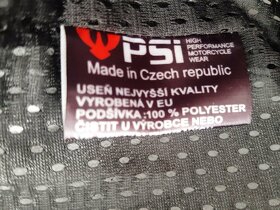 PSi
HIGH
PERFORMANCE
MOTORCYCLE
WEAR
Made in Czech republic
USEŇ NEJVYŠŠÍ KVALITY
VYROBENÁ V EU
PODŠÍVKA :100 % POLYESTER
ČISTIT U VÝROBCE NEBO